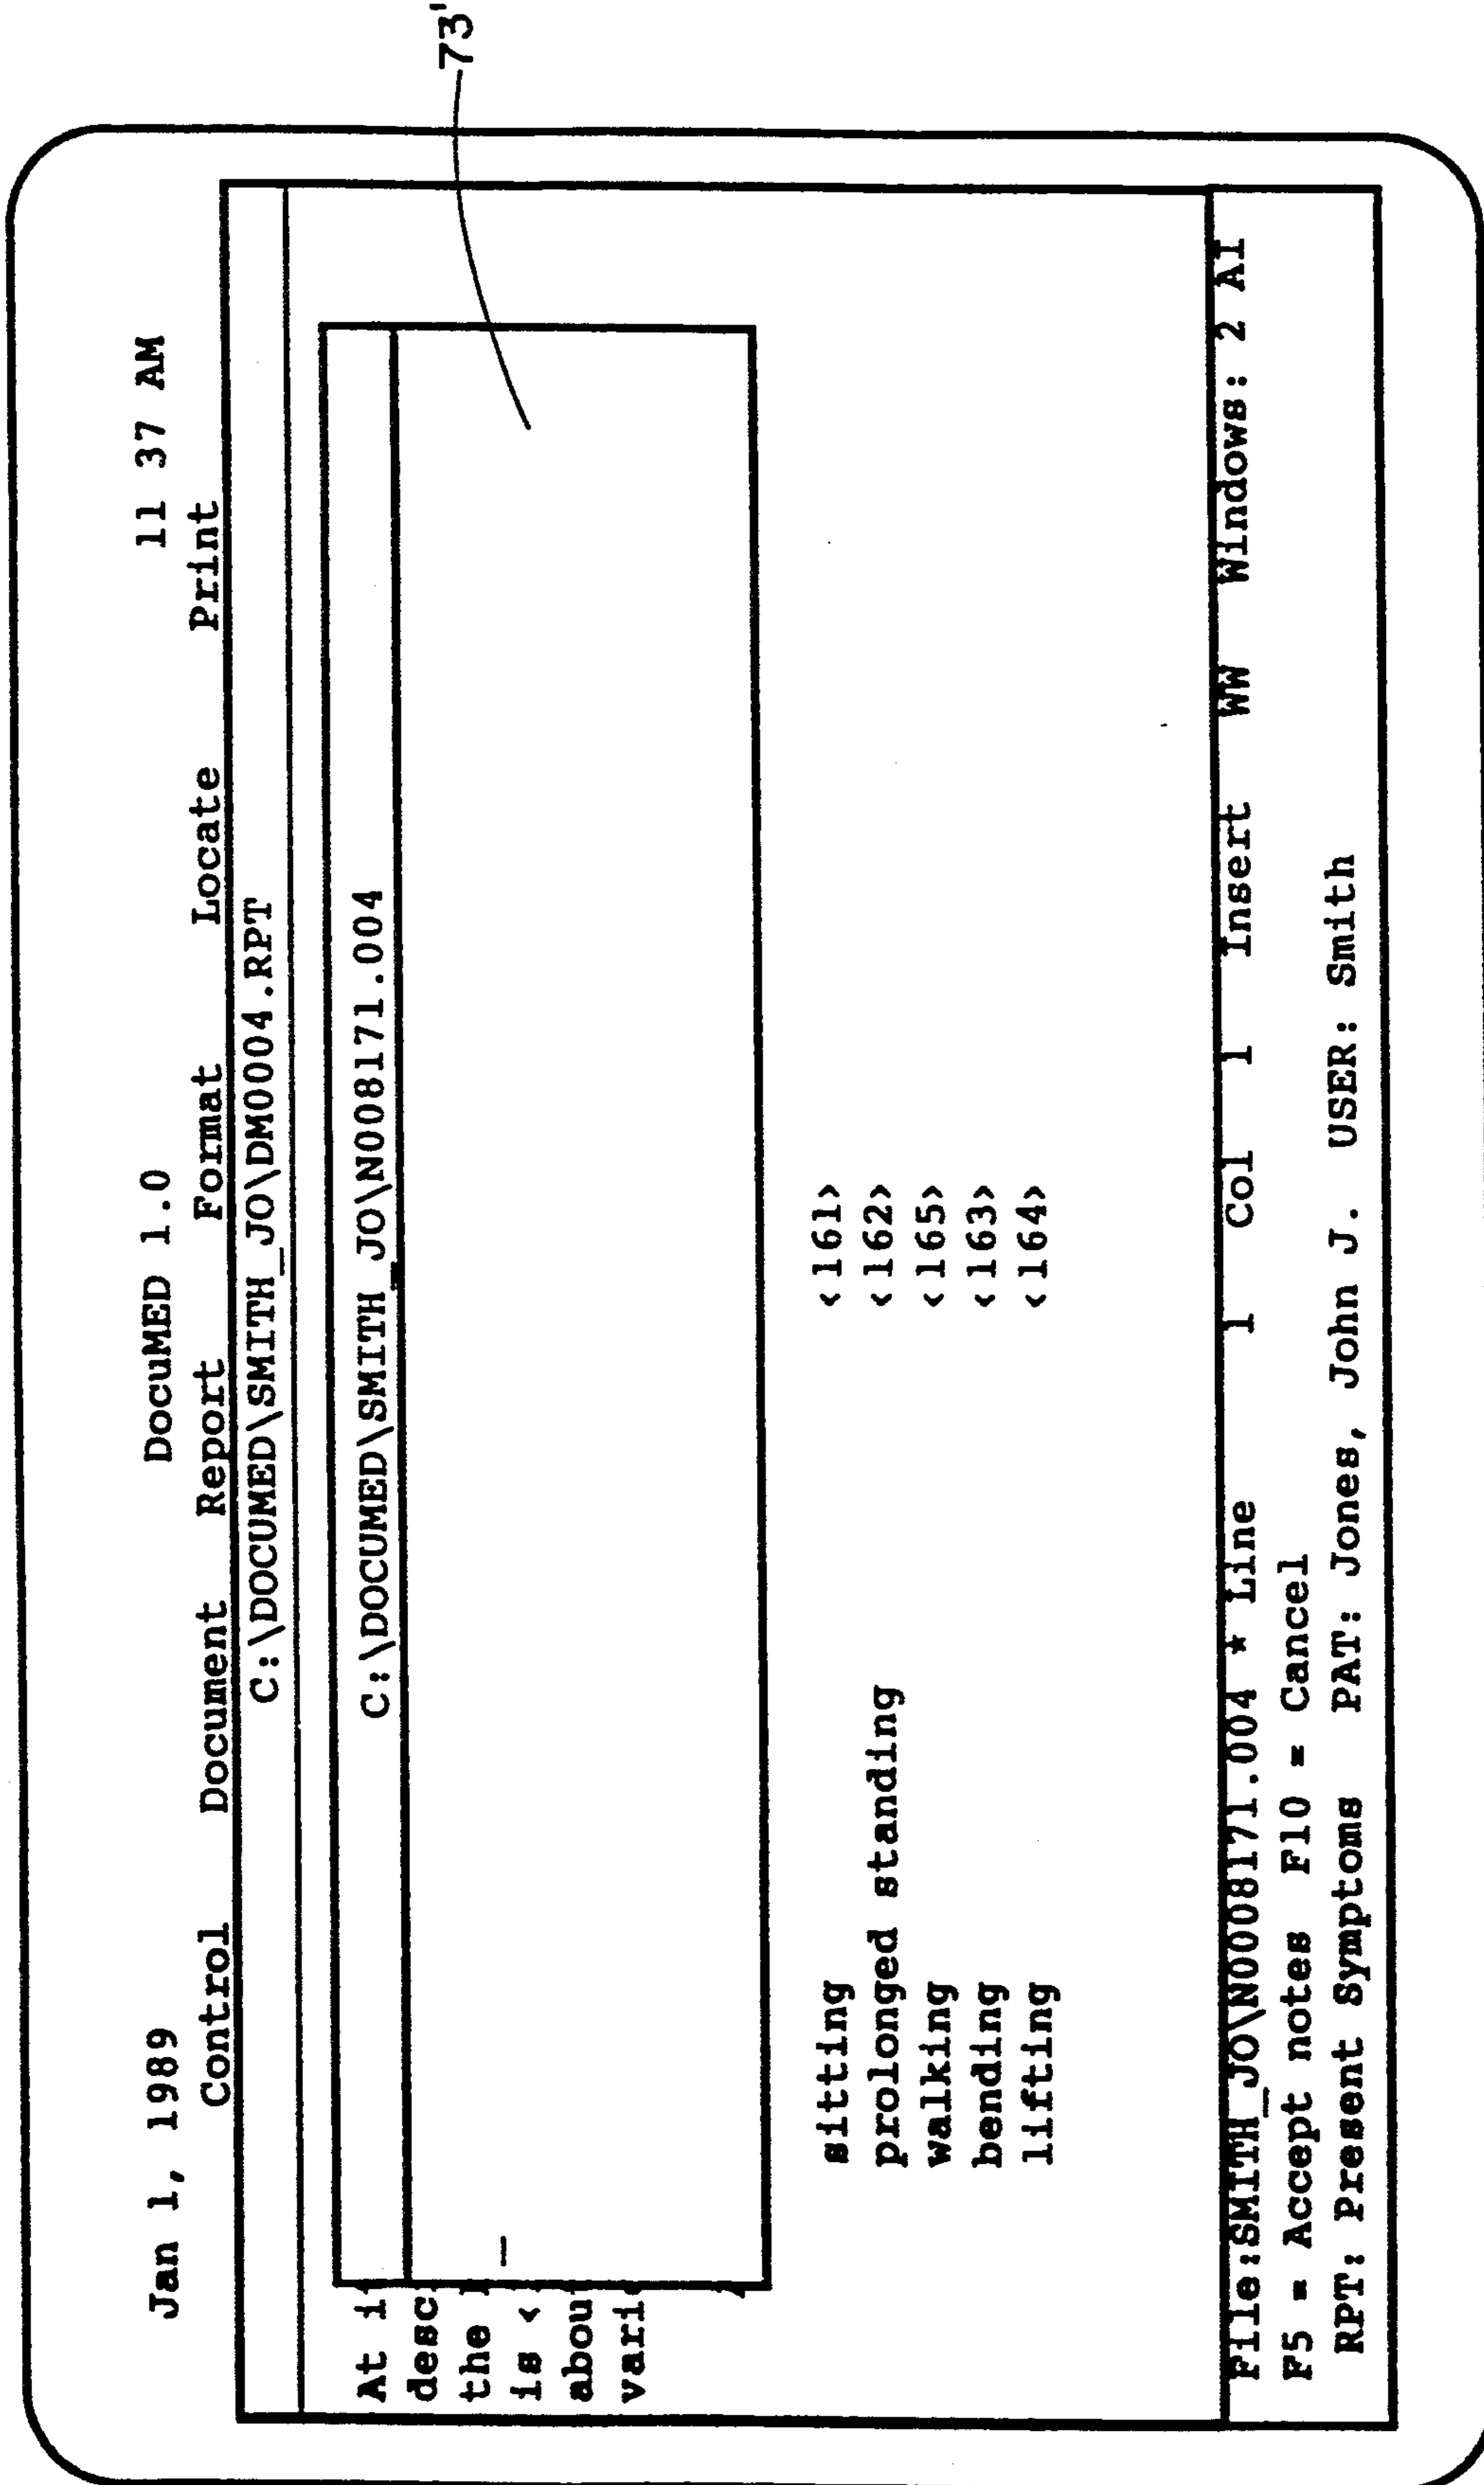 Jan 1, 1989 DocuMED 1.0 11 37 AM
Control Document Report Format Locate Print
C:\DOCUMED\SMITH_JO\DM0004.RPT
C:\DOCUMED\SMITH_JO\N008171.004
73'
At i
desc
the
is <
abou
vari
sitting <161>
prolonged standing <162>
walking <165>
bending <163>
lifting <164>
File:SMITH_JO\N0008171.004 * Line 1 Col 1 Insert WW Windows: 2 AI
F5 = Accept notes F10 = Cancel
RPT: Present Symptoms PAT: Jones, John J. USER: Smith